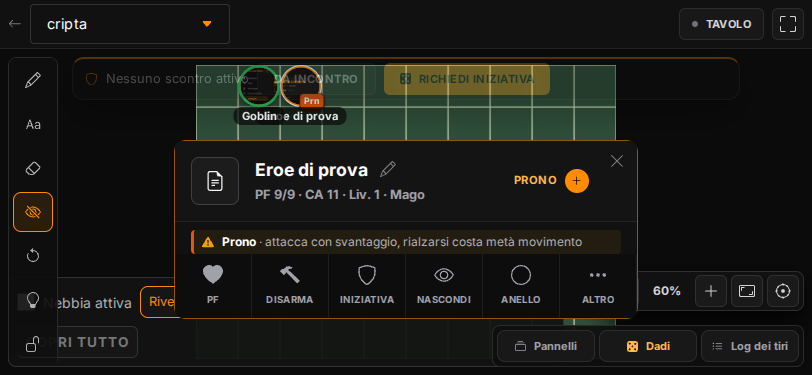 cripta
TAVOLO
Nessuno scontro attivo
DA INCONTRO
RICHIEDI INIZIATIVA
Aa
Prn
Goblin
e di prova
Eroe di prova
PF 9/9 · CA 11 · Liv. 1 · Mago
PRONO +
Prono · attacca con svantaggio, rialzarsi costa metà movimento
PF
DISARMA
INIZIATIVA
NASCONDI
ANELLO
ALTRO
Nebbia attiva
Rive
60%
PRI TUTTO
Pannelli
Dadi
Log dei tiri